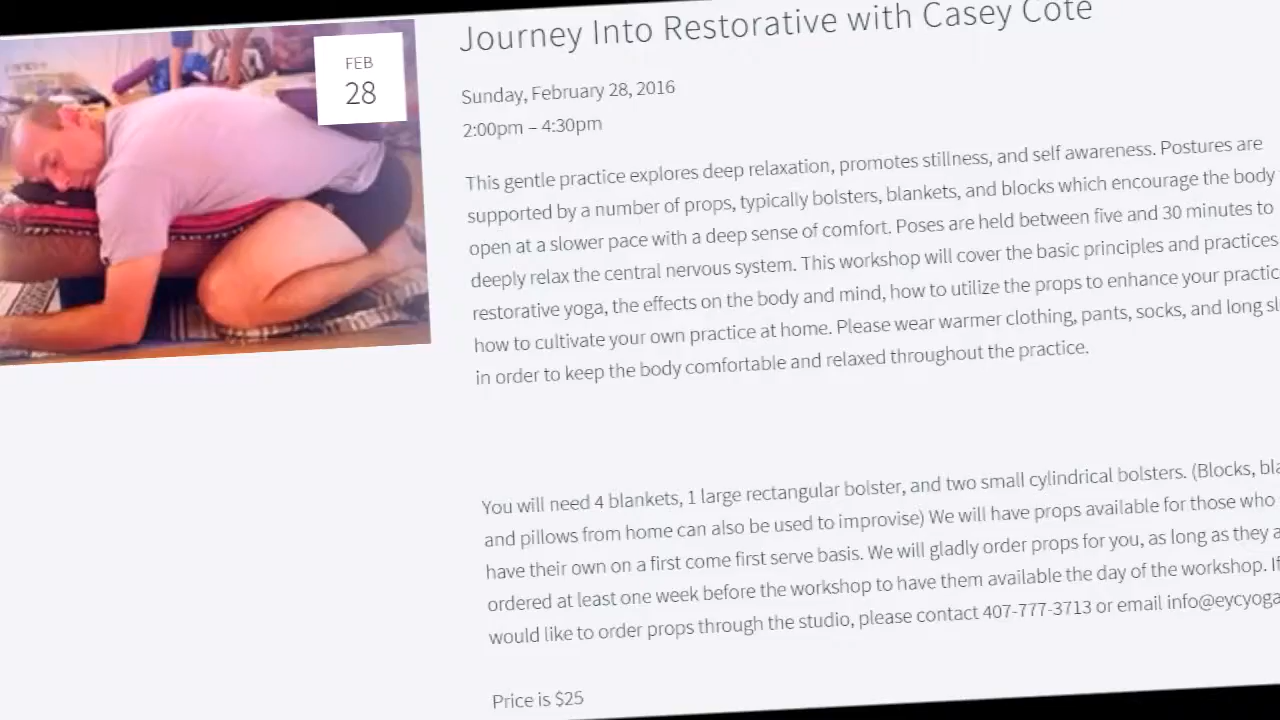 FEB
28
Journey Into Restorative with Casey Cote
Sunday, February 28, 2016
2:00pm – 4:30pm
This gentle practice explores deep relaxation, promotes stillness, and self awareness. Postures are
supported by a number of props, typically bolsters, blankets, and blocks which encourage the body
open at a slower pace with a deep sense of comfort. Poses are held between five and 30 minutes to
deeply relax the central nervous system. This workshop will cover the basic principles and practices
restorative yoga, the effects on the body and mind, how to utilize the props to enhance your
how to cultivate your own practice at home. Please wear warmer clothing, pants, socks, and long
in order to keep the body comfortable and relaxed throughout the practice.
You will need 4 blankets, 1 large rectangular bolster, and two small cylindrical bolsters. (Blocks,
and pillows from home can also be used to improvise) We will have props available for those who
have their own on a first come first serve basis. We will gladly order props for you, as long as they
ordered at least one week before the workshop to have them available the day of the workshop. If
would like to order props through the studio, please contact 407-777-3713 or email info@eycyoga
Price is $25